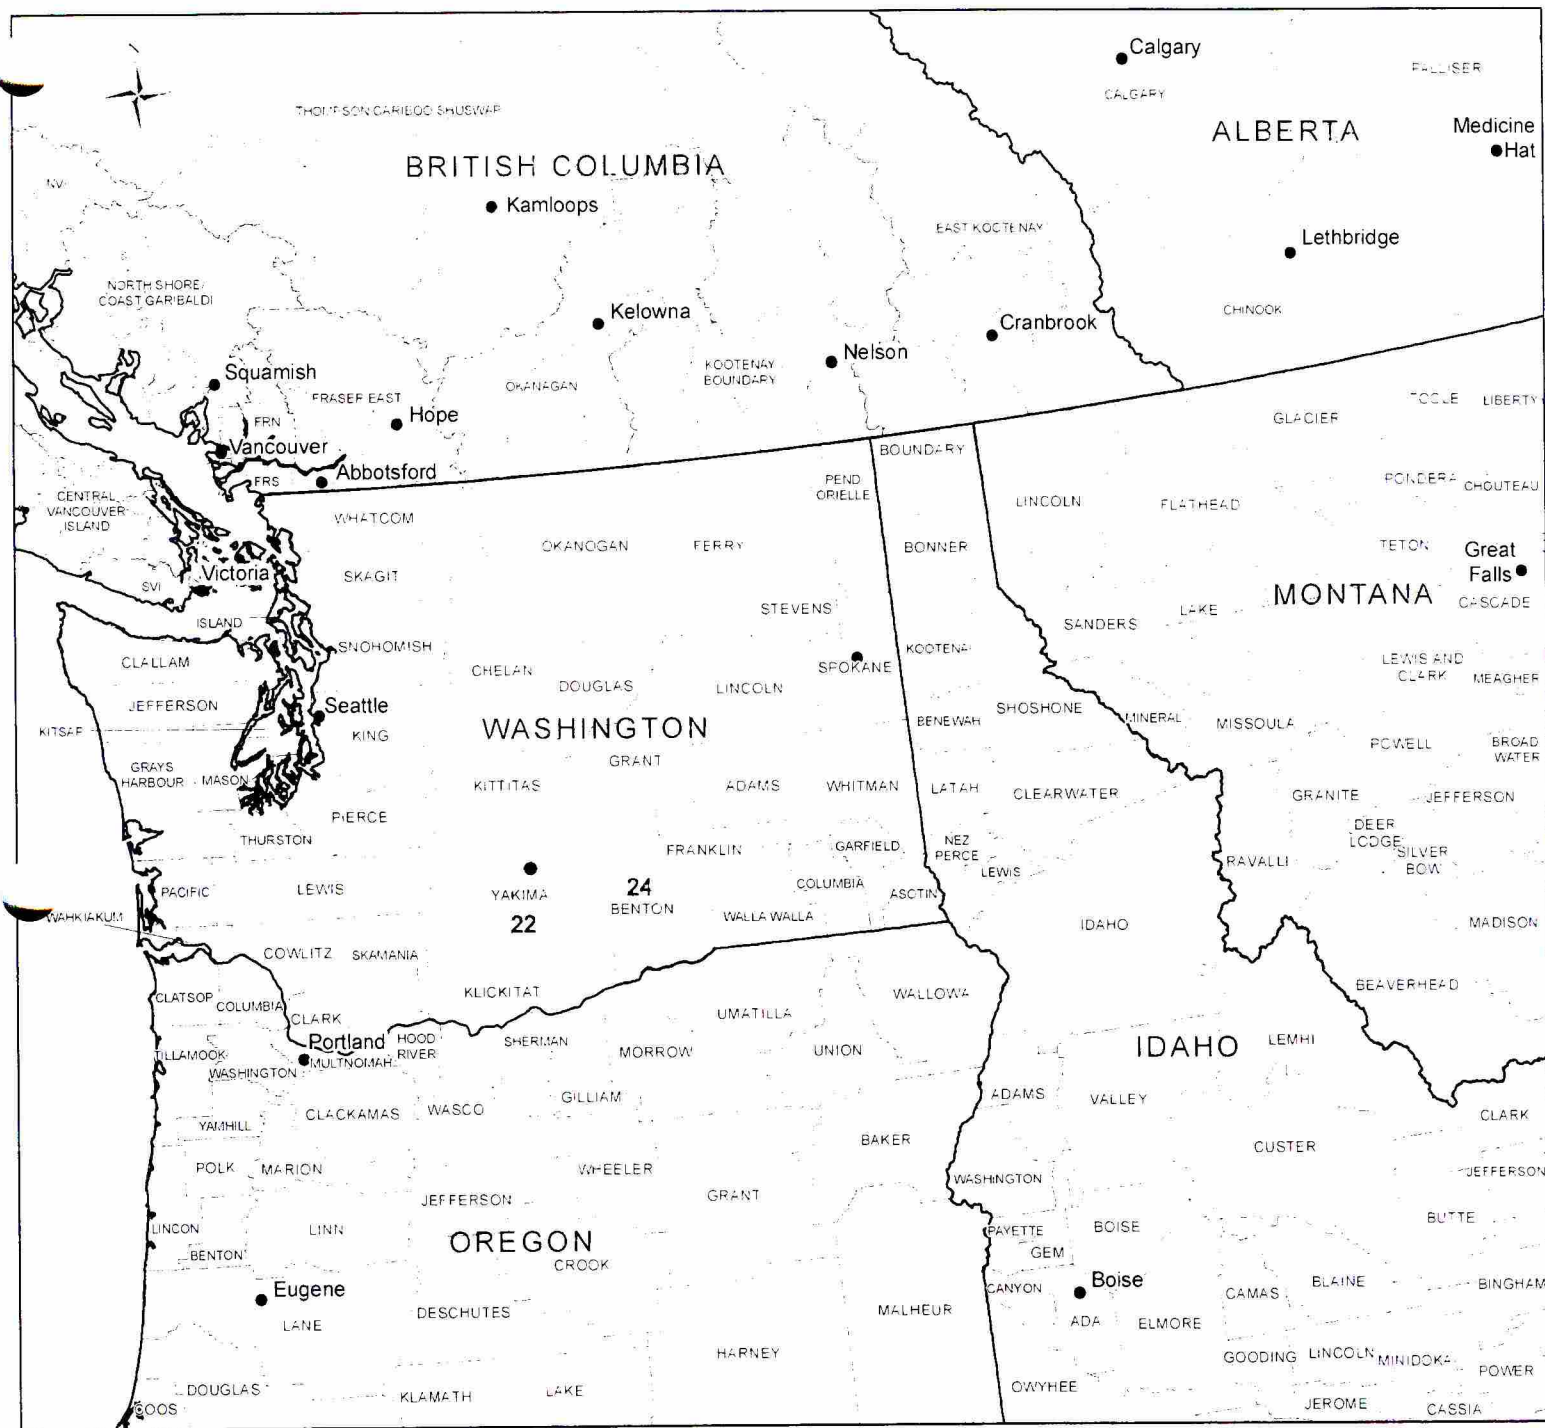 Calgary
PALLISER
CALGARY
THOMPSON CARIBOO SHUSWAP
ALBERTA
Medicine
Hat
BRITISH COLUMBIA
NVI
Kamloops
EAST KOOTENAY
Lethbridge
NORTH SHORE/
COAST GARIBALDI
Kelowna
CHINOOK
Cranbrook
Nelson
KOOTENAY
BOUNDARY
Squamish
OKANAGAN
FRASER EAST
Hope
FRN
TOOLE
LIBERTY
GLACIER
Vancouver
BOUNDARY
Abbotsford
FRS
PEND
ORIELLE
PONDERA
CHOUTEAU
CENTRAL
VANCOUVER
ISLAND
LINCOLN
FLATHEAD
WHATCOM
OKANOGAN
FERRY
BONNER
TETON
Great
Falls
Victoria
SVI
SKAGIT
MONTANA
CASCADE
STEVENS
LAKE
ISLAND
SANDERS
SNOHOMISH
KOOTENAI
CLALLAM
CHELAN
SPOKANE
LEWIS AND
CLARK
MEAGHER
DOUGLAS
LINCOLN
JEFFERSON
Seattle
SHOSHONE
KITSAP
KING
WASHINGTON
BENEWAH
MINERAL
MISSOULA
POWELL
BROAD
WATER
GRANT
GRAYS
HARBOUR
MASON
KITTITAS
ADAMS
WHITMAN
LATAH
CLEARWATER
GRANITE
JEFFERSON
PIERCE
DEER
LODGE
THURSTON
FRANKLIN
GARFIELD
NEZ
PERCE
SILVER
BOW
RAVALLI
LEWIS
PACIFIC
LEWIS
YAKIMA
24
COLUMBIA
ASOTIN
WAHKIAKUM
22
BENTON
WALLA WALLA
IDAHO
MADISON
COWLITZ
SKAMANIA
BEAVERHEAD
CLATSOP
COLUMBIA
KLICKITAT
WALLOWA
CLARK
UMATILLA
Portland
HOOD
RIVER
SHERMAN
MORROW
UNION
IDAHO
LEMHI
TILLAMOOK
WASHINGTON
MULTNOMAH
GILLIAM
ADAMS
VALLEY
CLACKAMAS
WASCO
CLARK
YAMHILL
BAKER
CUSTER
POLK
MARION
WHEELER
WASHINGTON
JEFFERSON
JEFFERSON
GRANT
LINCON
LINN
BUTTE
PAYETTE
BOISE
OREGON
BENTON
GEM
CROOK
Eugene
CANYON
Boise
CAMAS
BLAINE
BINGHAM
LANE
DESCHUTES
MALHEUR
ADA
ELMORE
HARNEY
GOODING
LINCOLN
MINIDOKA
POWER
DOUGLAS
KLAMATH
LAKE
OWYHEE
COOS
JEROME
CASSIA